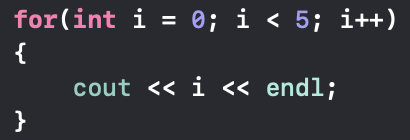 for(int i = 0; i < 5; i++)
{
    cout << i << endl;
}